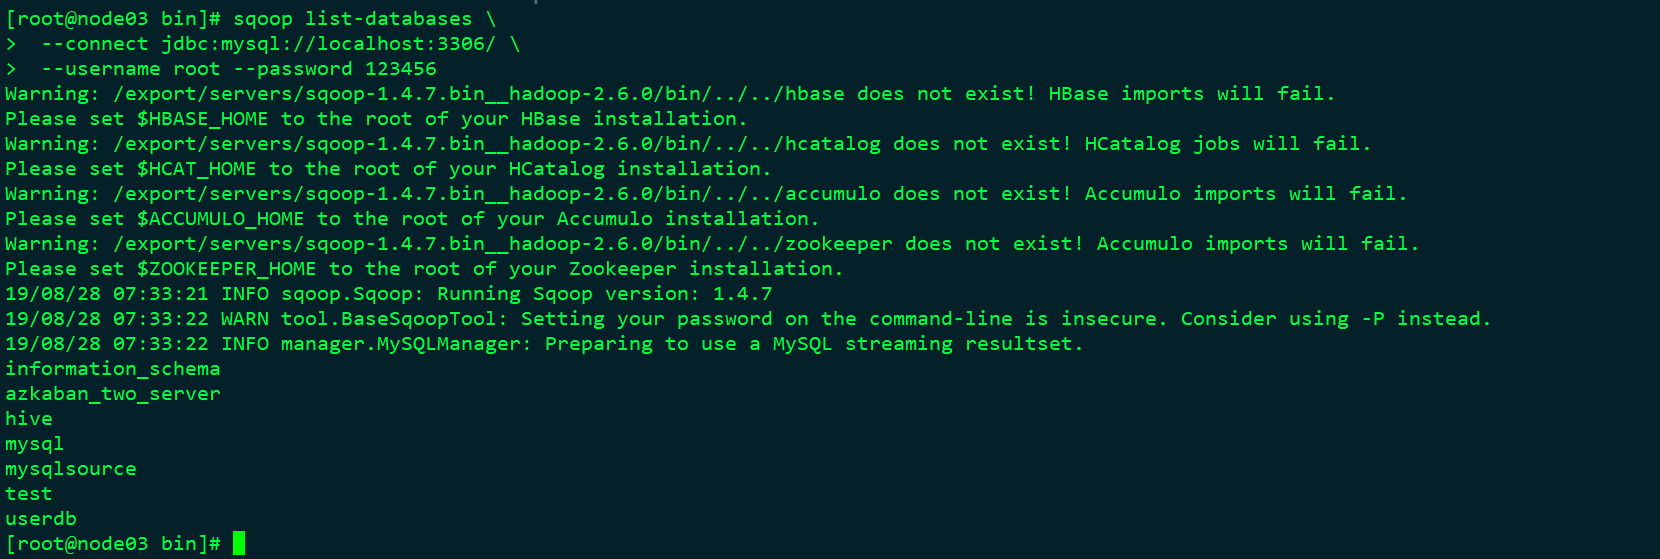 [root@node03 bin]# sqoop list-databases \
>  --connect jdbc:mysql://localhost:3306/ \
>  --username root --password 123456
Warning: /export/servers/sqoop-1.4.7.bin__hadoop-2.6.0/bin/../../hbase does not exist! HBase imports will fail.
Please set $HBASE_HOME to the root of your HBase installation.
Warning: /export/servers/sqoop-1.4.7.bin__hadoop-2.6.0/bin/../../hcatalog does not exist! HCatalog jobs will fail.
Please set $HCAT_HOME to the root of your HCatalog installation.
Warning: /export/servers/sqoop-1.4.7.bin__hadoop-2.6.0/bin/../../accumulo does not exist! Accumulo imports will fail.
Please set $ACCUMULO_HOME to the root of your Accumulo installation.
Warning: /export/servers/sqoop-1.4.7.bin__hadoop-2.6.0/bin/../../zookeeper does not exist! Accumulo imports will fail.
Please set $ZOOKEEPER_HOME to the root of your Zookeeper installation.
19/08/28 07:33:21 INFO sqoop.Sqoop: Running Sqoop version: 1.4.7
19/08/28 07:33:22 WARN tool.BaseSqoopTool: Setting your password on the command-line is insecure. Consider using -P instead.
19/08/28 07:33:22 INFO manager.MySQLManager: Preparing to use a MySQL streaming resultset.
information_schema
azkaban_two_server
hive
mysql
mysqlsource
test
userdb
[root@node03 bin]#